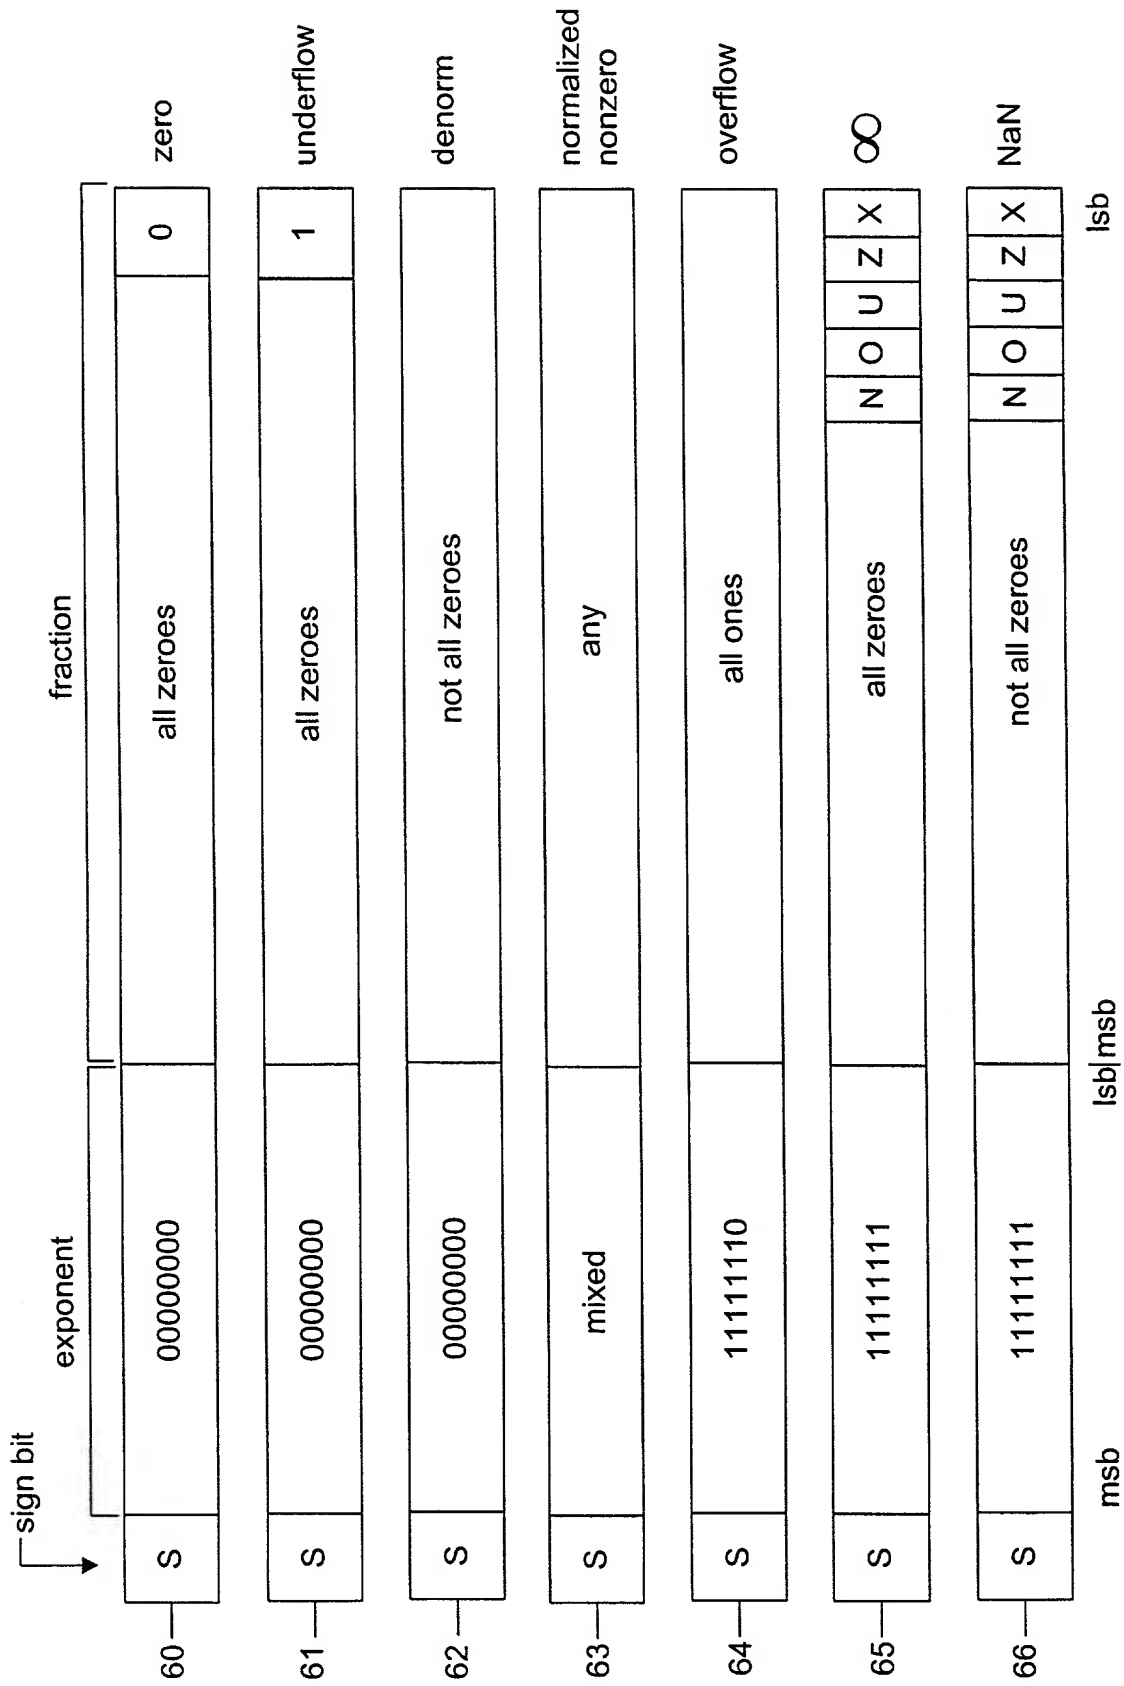 sign bit
exponent fraction
60 S 00000000 all zeroes 0 zero
61 S 00000000 all zeroes 1 underflow
62 S 00000000 not all zeroes denorm
63 S mixed any normalized
nonzero
64 S 11111110 all ones overflow
65 S 11111111 all zeroes N O U Z X ∞
66 S 11111111 not all zeroes N O U Z X NaN
msb lsb|msb lsb